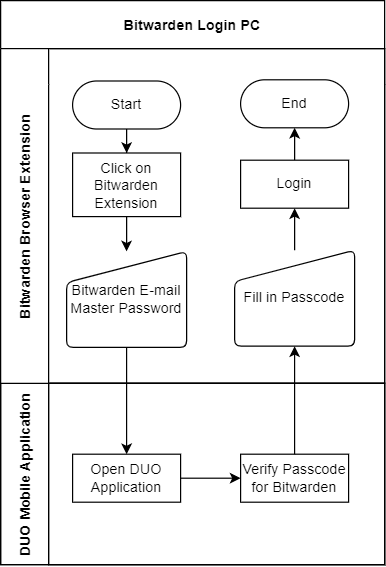 Bitwarden Login PC
Bitwarden Browser Extension
Start
Click on
Bitwarden
Extension
Bitwarden E-mail
Master Password
End
Login
Fill in Passcode
DUO Mobile Application
Open DUO
Application
Verify Passcode
for Bitwarden